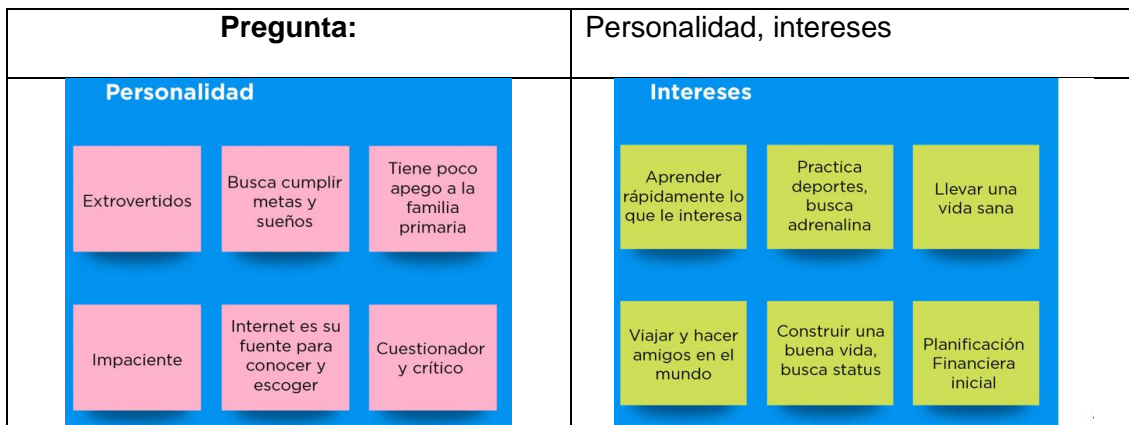 Pregunta:
Personalidad, intereses
Personalidad
Extrovertidos
Busca cumplir
metas y
sueños
Tiene poco
apego a la
familia
primaria
Impaciente
Internet es su
fuente para
conocer y
escoger
Cuestionador
y crítico
Intereses
Aprender
rápidamente lo
que le interesa
Practica
deportes,
busca
adrenalina
Llevar una
vida sana
Viajar y hacer
amigos en el
mundo
Construir una
buena vida,
busca status
Planificación
Financiera
inicial